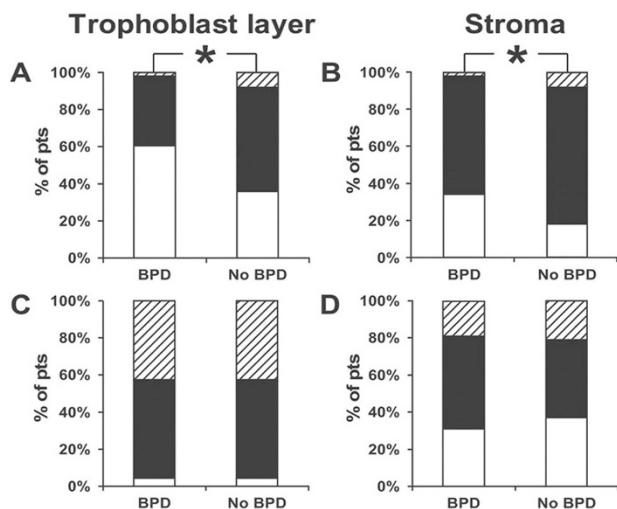 Trophoblast layer
Stroma
A
*
B
*
100%
80%
60%
40%
20%
0%
% of pts
BPD
No BPD
100%
80%
60%
40%
20%
0%
% of pts
BPD
No BPD
C
D
100%
80%
60%
40%
20%
0%
% of pts
BPD
No BPD
100%
80%
60%
40%
20%
0%
% of pts
BPD
No BPD